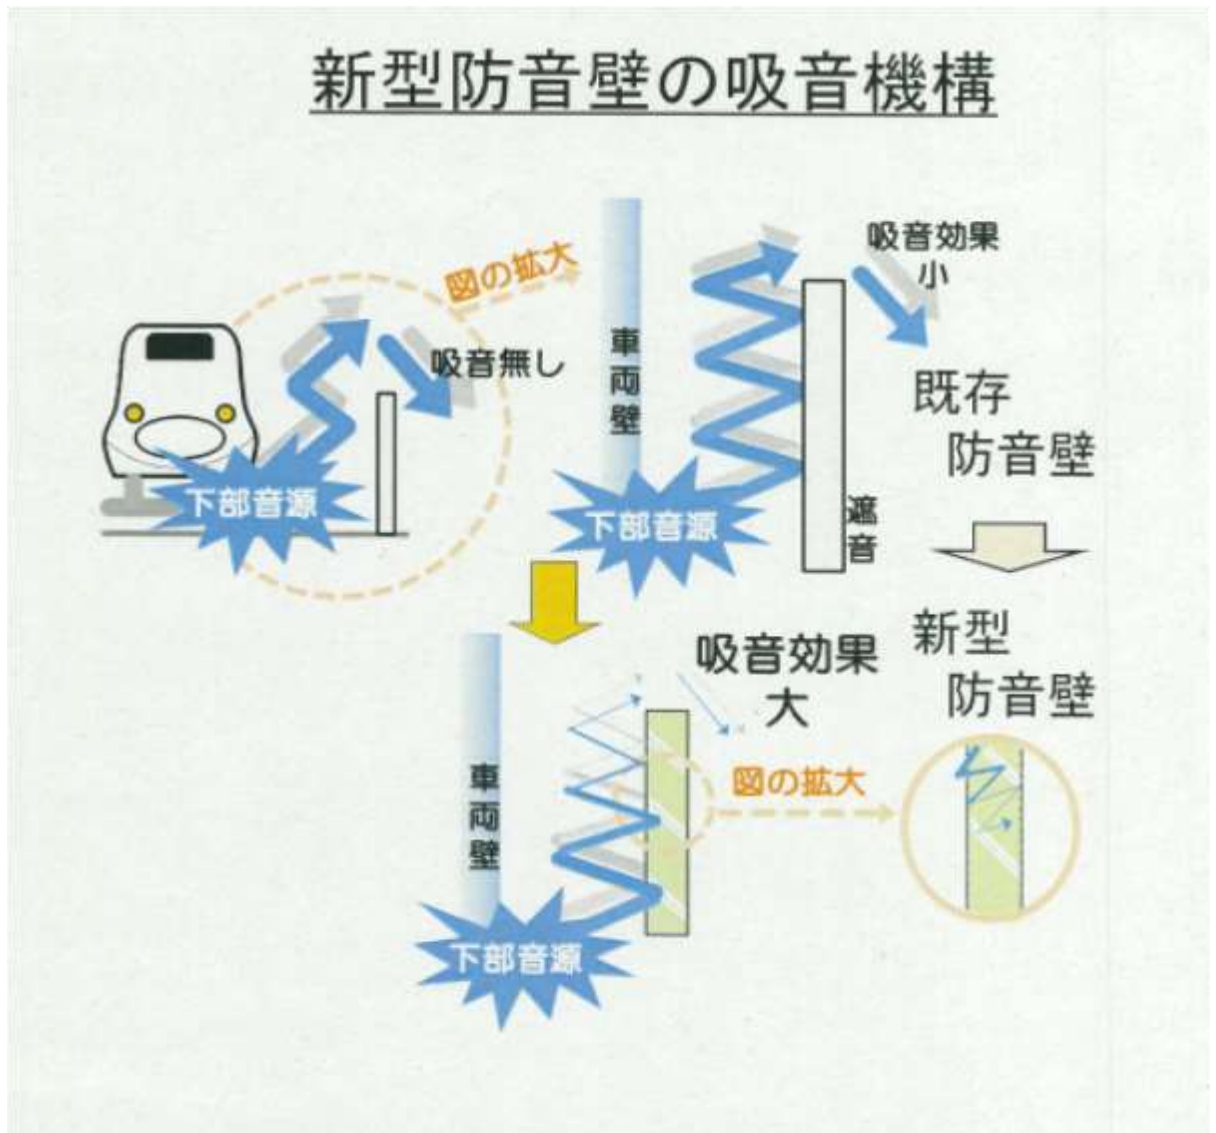 新型防音壁の吸音機構
図の拡大
吸音無し
下部音源
車両壁
下部音源
遮音
吸音効果
小
既存
防音壁
車両壁
下部音源
吸音効果
大
図の拡大
新型
防音壁